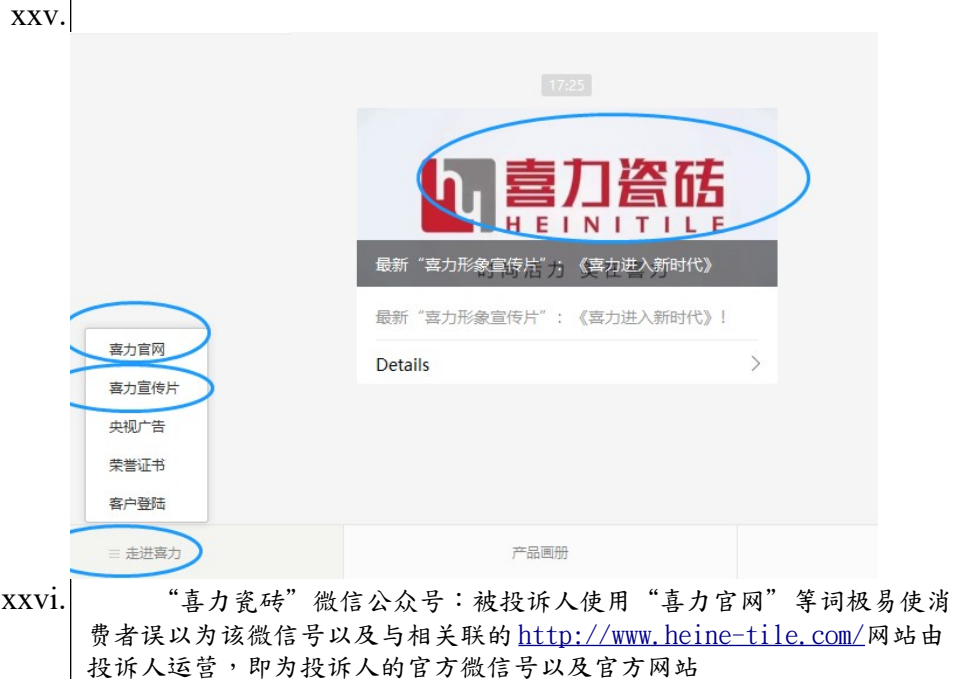 xxv.
17:25
hy 喜力瓷砖
HEINITILE
最新“喜力形象宣传片”：《喜力进入新时代》
最新“喜力形象宣传片”：《喜力进入新时代》！
Details
喜力官网
喜力宣传片
央视广告
荣誉证书
客户登陆
走进喜力
产品画册
xxvi. “喜力瓷砖”微信公众号：被投诉人使用“喜力官网”等词极易使消
费者误以为该微信号以及与相关联的http://www.heine-tile.com/网站由
投诉人运营，即为投诉人的官方微信号以及官方网站